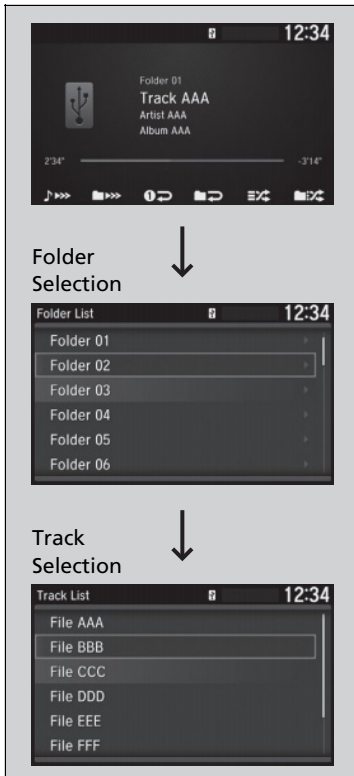 12:34
Folder 01
Track AAA
Artist AAA
Album AAA
2'34" -3'14"
Folder
Selection
Folder List 12:34
Folder 01
Folder 02
Folder 03
Folder 04
Folder 05
Folder 06
Track
Selection
Track List 12:34
File AAA
File BBB
File CCC
File DDD
File EEE
File FFF